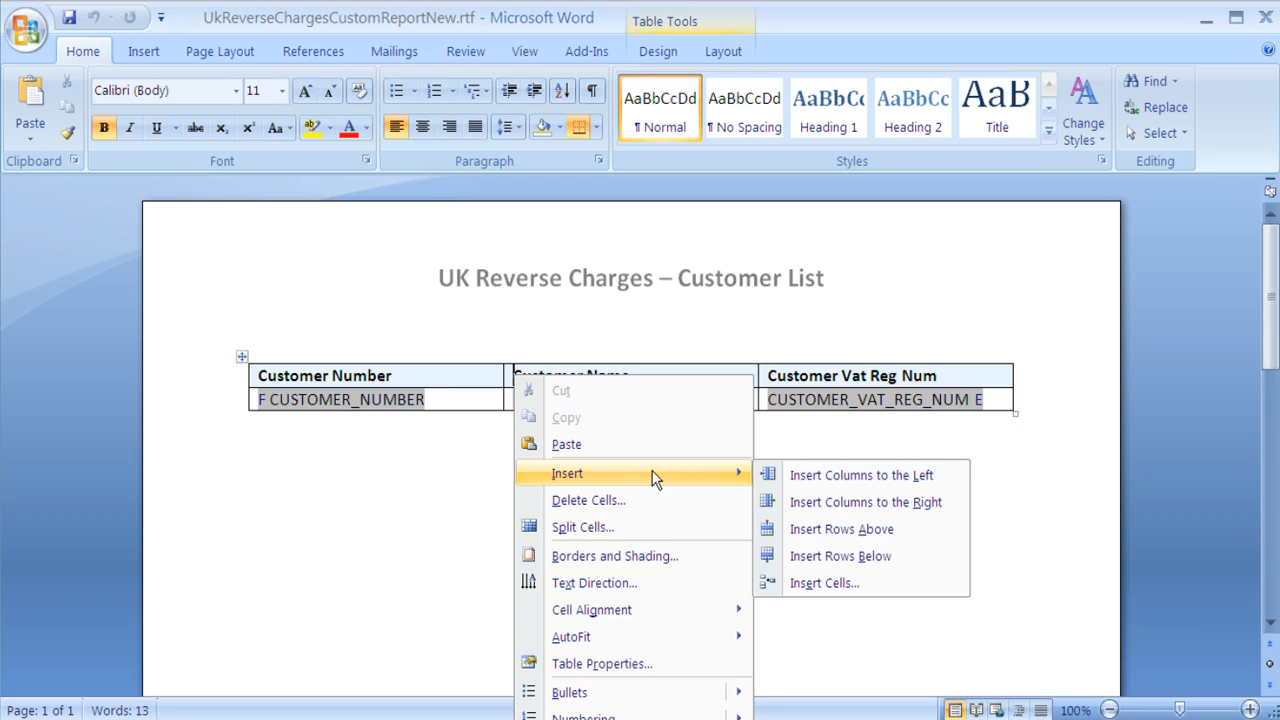 UkReverseChargesCustomReportNew.rtf - Microsoft Word
Table Tools
Home Insert Page Layout References Mailings Review View Add-Ins Design Layout
Calibri (Body) 11
AaBbCcDd AaBbCcDd AaBbCc AaBbCc AaB
¶ Normal ¶ No Spacing Heading 1 Heading 2 Title
Change Styles
Find
Replace
Select
Paste
Clipboard Font Paragraph Styles Editing
UK Reverse Charges – Customer List
Customer Number Customer Name Customer Vat Reg Num
F CUSTOMER_NUMBER CUSTOMER_VAT_REG_NUM E
Cut
Copy
Paste
Insert
Delete Cells...
Split Cells...
Borders and Shading...
Text Direction...
Cell Alignment
AutoFit
Table Properties...
Bullets
Numbering
Insert Columns to the Left
Insert Columns to the Right
Insert Rows Above
Insert Rows Below
Insert Cells...
Page: 1 of 1 Words: 13 100%